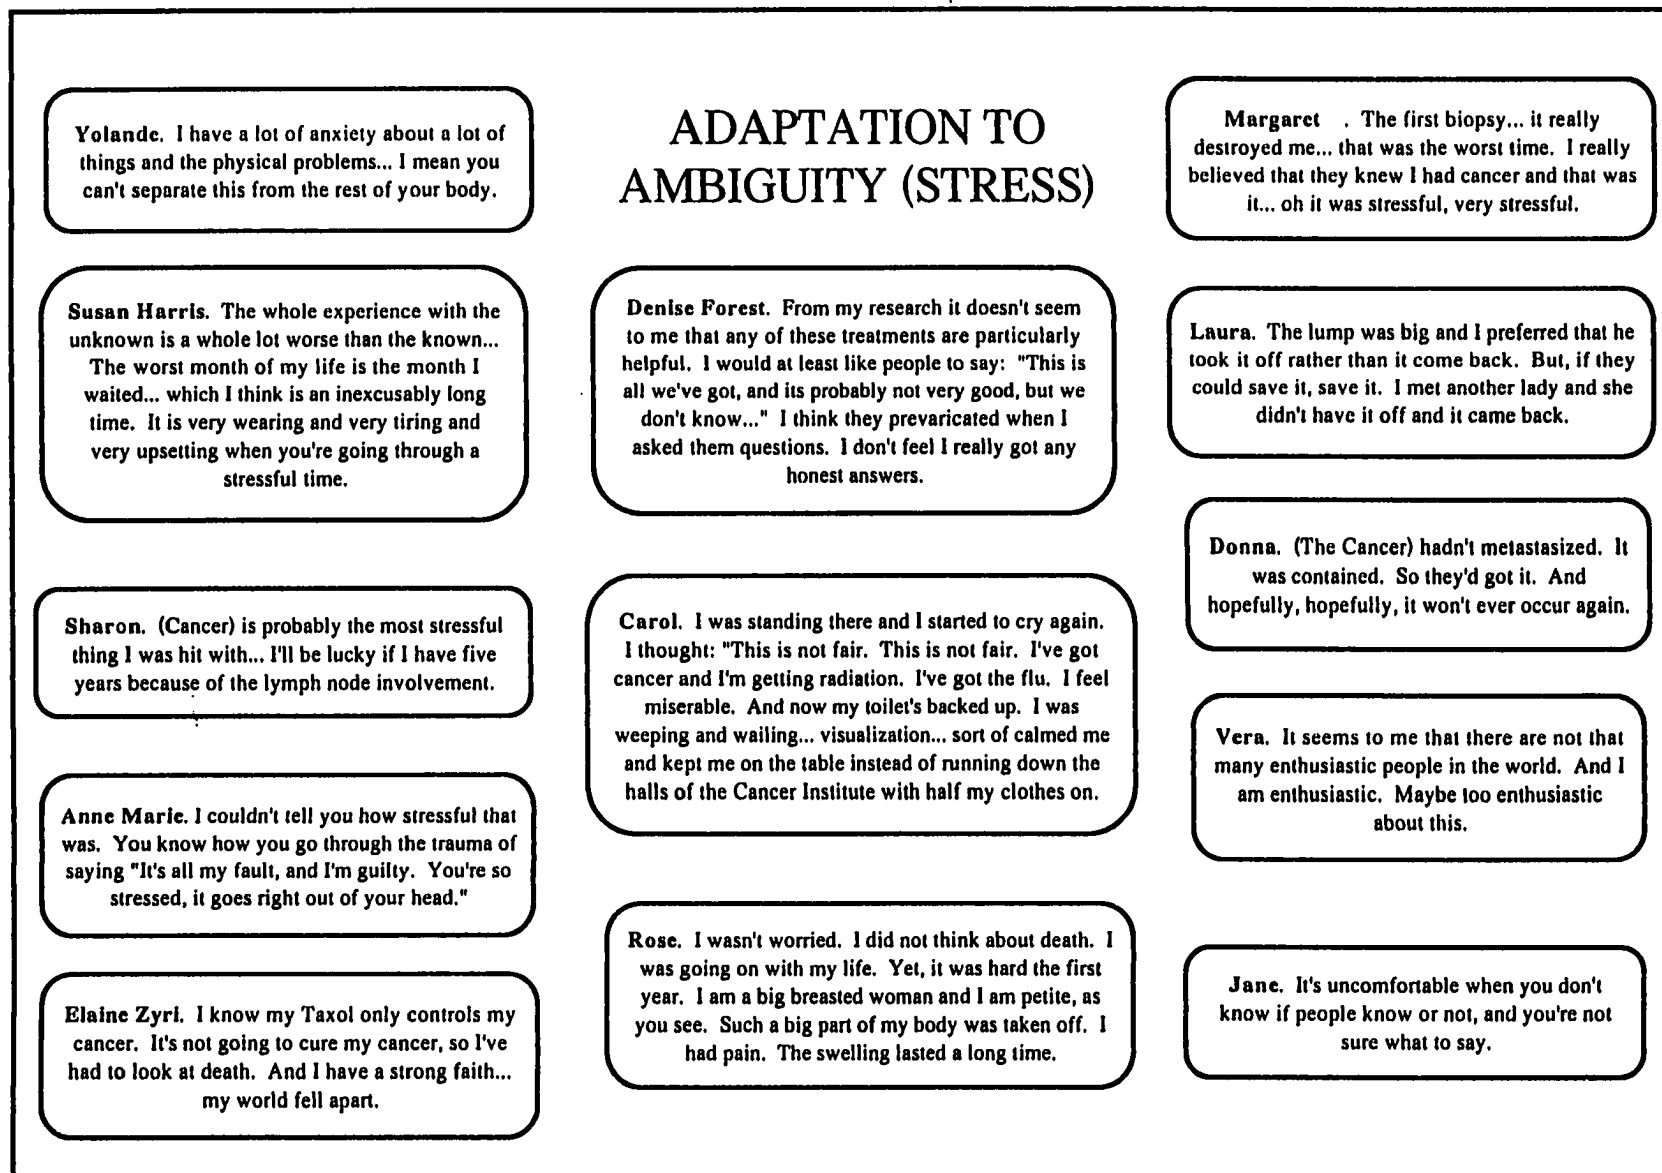 ADAPTATION TO
AMBIGUITY (STRESS)
Yolande. I have a lot of anxiety about a lot of
things and the physical problems... I mean you
can't separate this from the rest of your body.
Susan Harris. The whole experience with the
unknown is a whole lot worse than the known...
The worst month of my life is the month I
waited... which I think is an inexcusably long
time. It is very wearing and very tiring and
very upsetting when you're going through a
stressful time.
Sharon. (Cancer) is probably the most stressful
thing I was hit with... I'll be lucky if I have five
years because of the lymph node involvement.
Anne Marie. I couldn't tell you how stressful that
was. You know how you go through the trauma of
saying "It's all my fault, and I'm guilty. You're so
stressed, it goes right out of your head."
Elaine Zyri. I know my Taxol only controls my
cancer. It's not going to cure my cancer, so I've
had to look at death. And I have a strong faith...
my world fell apart.
Denise Forest. From my research it doesn't seem
to me that any of these treatments are particularly
helpful. I would at least like people to say: "This is
all we've got, and its probably not very good, but we
don't know..." I think they prevaricated when I
asked them questions. I don't feel I really got any
honest answers.
Carol. I was standing there and I started to cry again.
I thought: "This is not fair. This is not fair. I've got
cancer and I'm getting radiation. I've got the flu. I feel
miserable. And now my toilet's backed up. I was
weeping and wailing... visualization... sort of calmed me
and kept me on the table instead of running down the
halls of the Cancer Institute with half my clothes on.
Rose. I wasn't worried. I did not think about death. I
was going on with my life. Yet, it was hard the first
year. I am a big breasted woman and I am petite, as
you see. Such a big part of my body was taken off. I
had pain. The swelling lasted a long time.
Margaret . The first biopsy... it really
destroyed me... that was the worst time. I really
believed that they knew I had cancer and that was
it... oh it was stressful, very stressful.
Laura. The lump was big and I preferred that he
took it off rather than it come back. But, if they
could save it, save it. I met another lady and she
didn't have it off and it came back.
Donna. (The Cancer) hadn't metastasized. It
was contained. So they'd got it. And
hopefully, hopefully, it won't ever occur again.
Vera. It seems to me that there are not that
many enthusiastic people in the world. And I
am enthusiastic. Maybe too enthusiastic
about this.
Jane. It's uncomfortable when you don't
know if people know or not, and you're not
sure what to say.